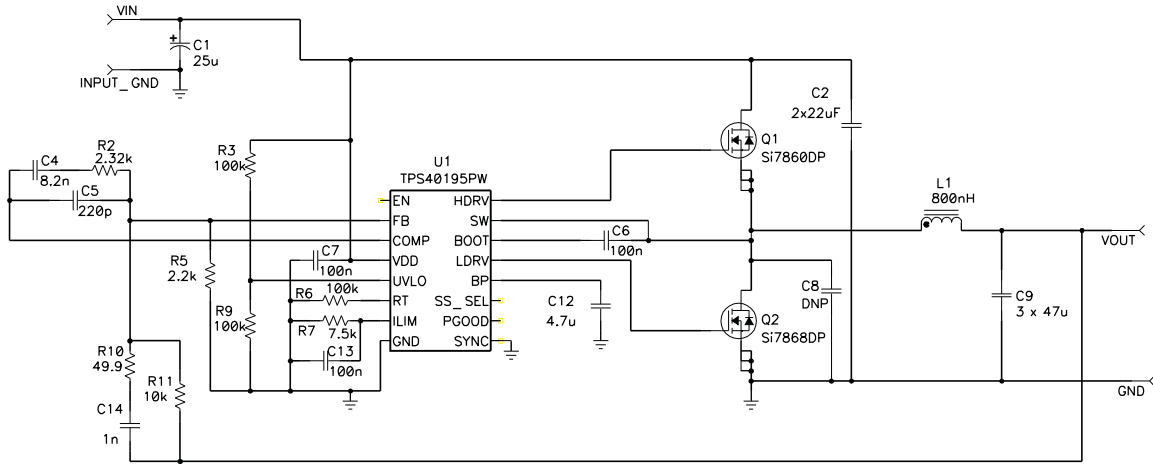 VIN
C1
25u
INPUT_GND
C2
2x22uF
R2
2.32k
C4
8.2n
C5
220p
R3
100k
U1
TPS40195PW
EN
FB
COMP
VDD
UVLO
RT
ILIM
GND
HDRV
SW
BOOT
LDRV
BP
SS_SEL
PGOOD
SYNC
Q1
Si7860DP
L1
800nH
VOUT
C6
100n
C7
100n
R5
2.2k
R6
100k
R9
100k
R7
7.5k
C13
100n
C12
4.7u
C8
DNP
C9
3 x 47u
Q2
Si7868DP
R10
49.9
R11
10k
C14
1n
GND